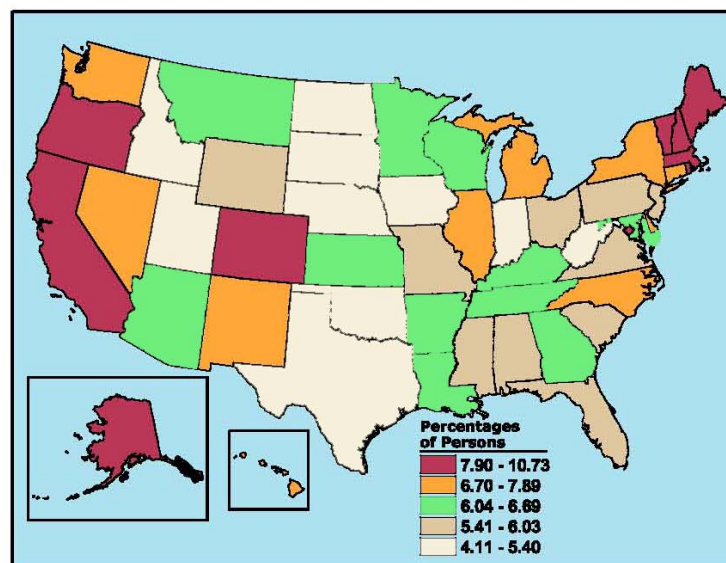 Percentages
of Persons
7.90 - 10.73
6.70 - 7.89
6.04 - 6.69
5.41 - 6.03
4.11 - 5.40